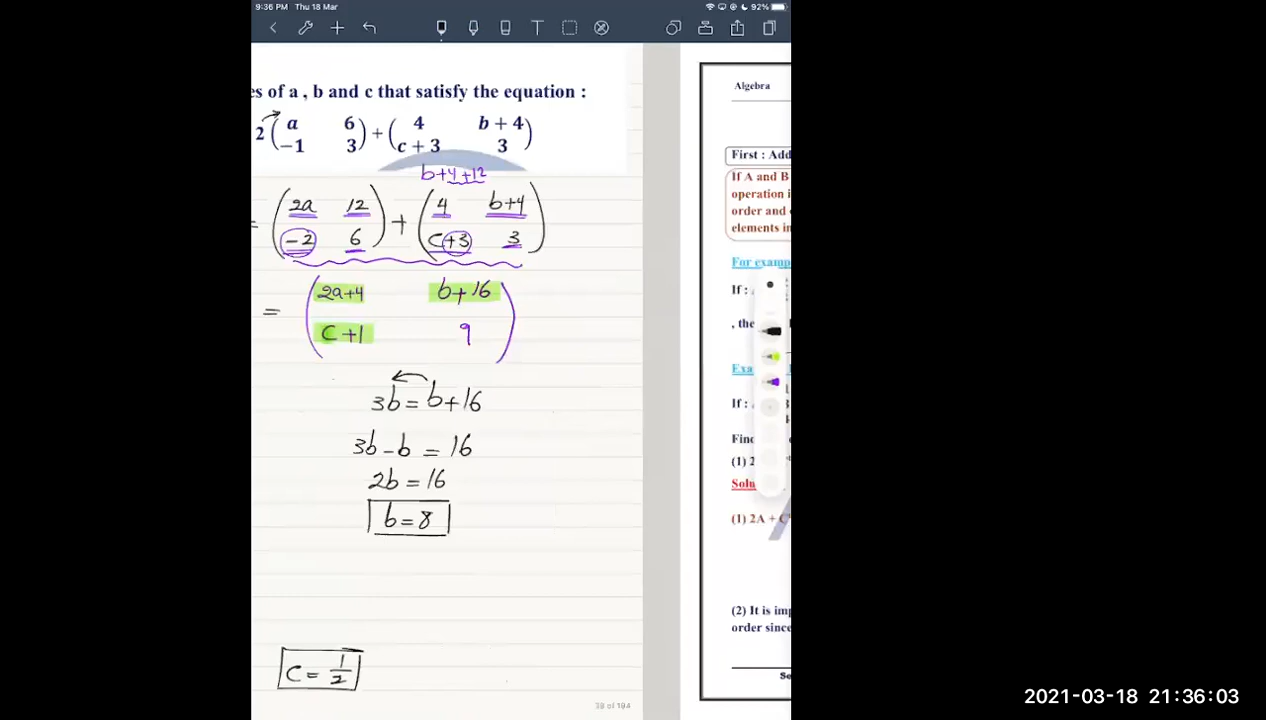 9:36 PM Thu 18 Mar
92%
es of a , b and c that satisfy the equation :
2 ( a 6 ) + ( 4 b + 4 )
( −1 3 ) ( c + 3 3 )
b+4+12
= ( 2a 12 ) + ( 4 b+4 )
( −2 6 ) ( c+3 3 )
= ( 2a+4 b+16 )
( c+1 9 )
3b = b+16
3b − b = 16
2b = 16
b = 8
c = 1/2
38 of 194
Algebra
First : Add
If A and B
operation i
order and
elements in
For examp
If :
, the
Exa
If :
Find
(1) 2
Solu
(1) 2A + C
(2) It is imp
order since
Se
2021-03-18 21:36:03